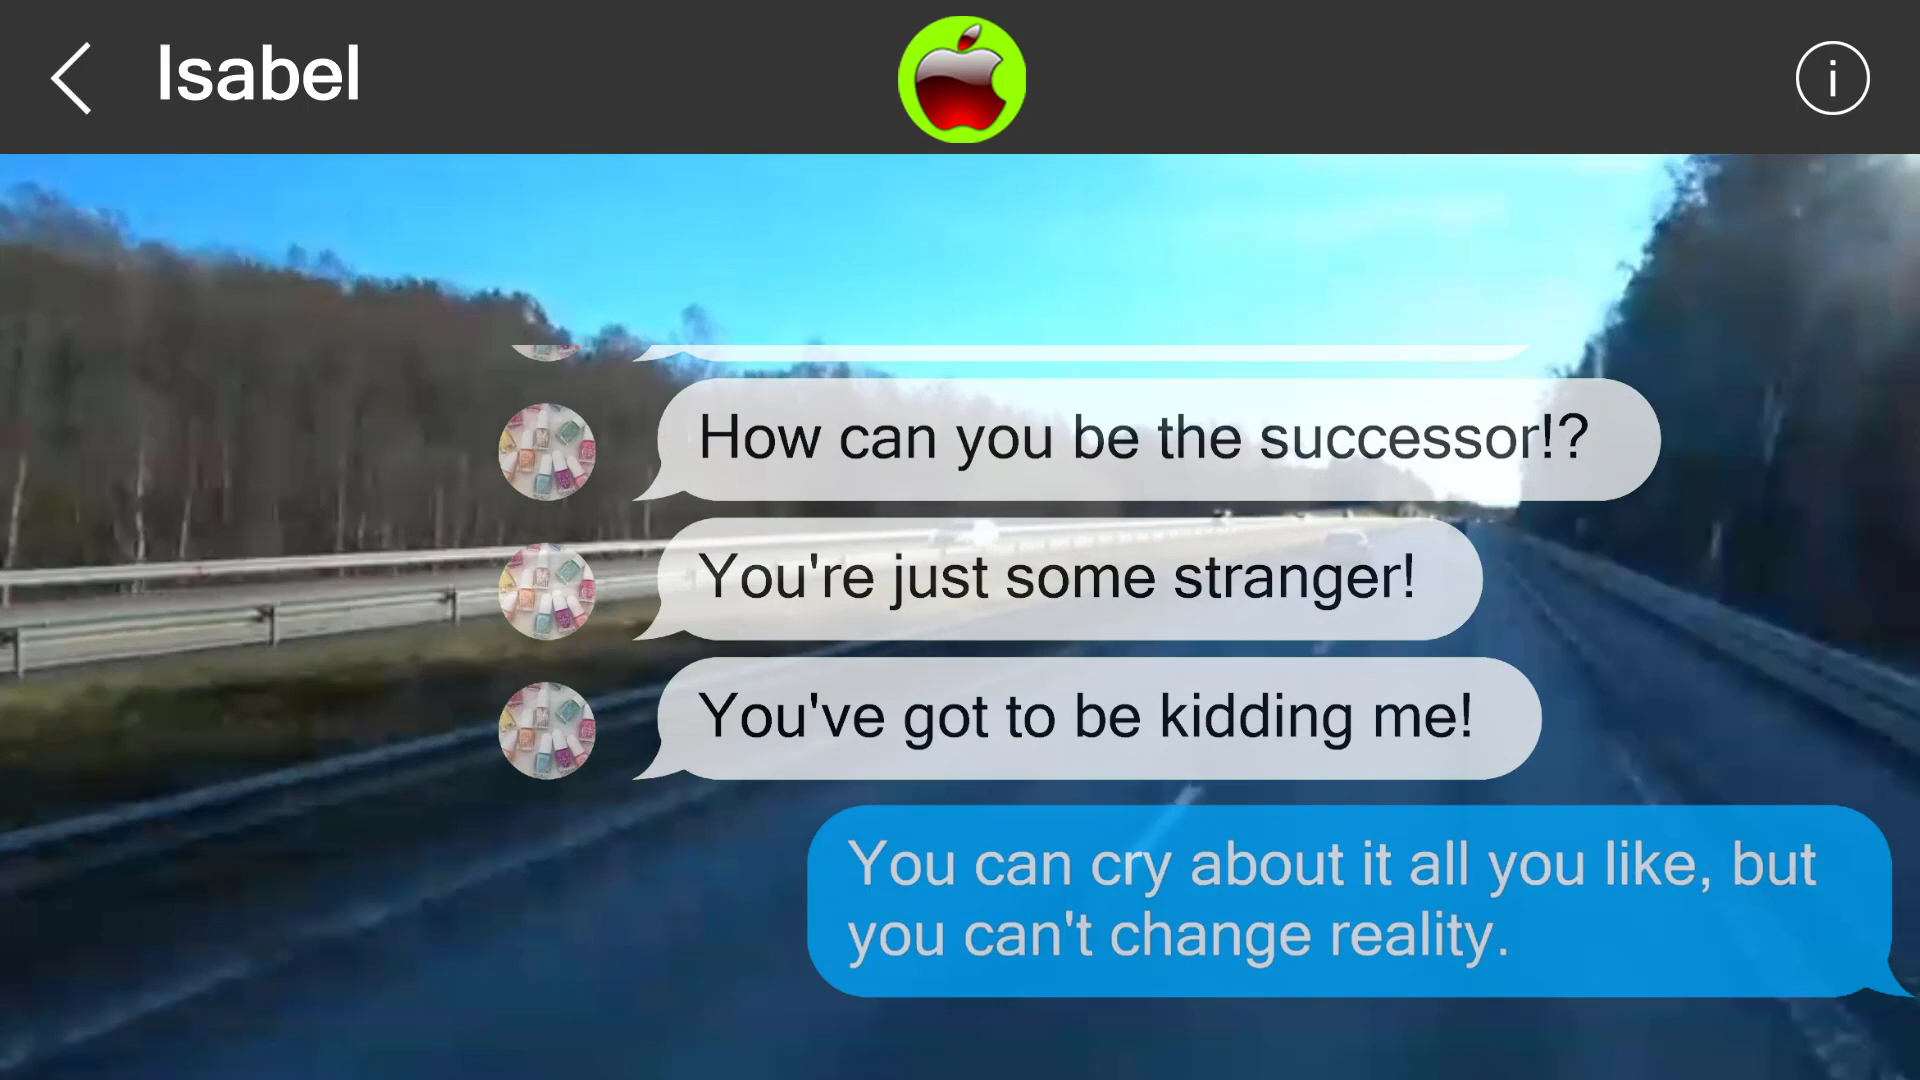 Isabel
i
How can you be the successor!?
You're just some stranger!
You've got to be kidding me!
You can cry about it all you like, but
you can't change reality.